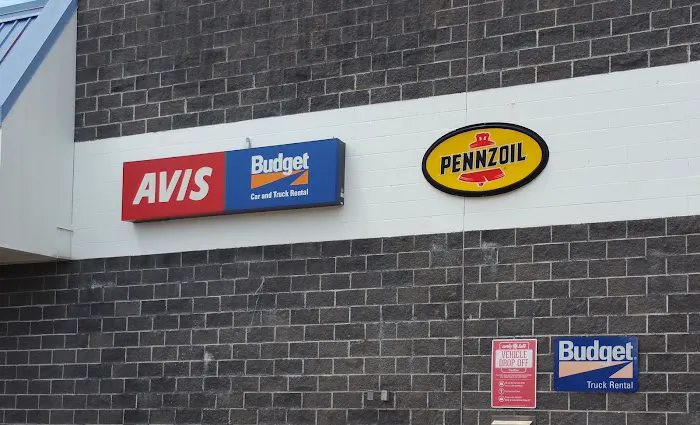 AVIS
Budget
Car and Truck Rental
PENNZOIL
VEHICLE
DROP OFF
Budget
Truck Rental